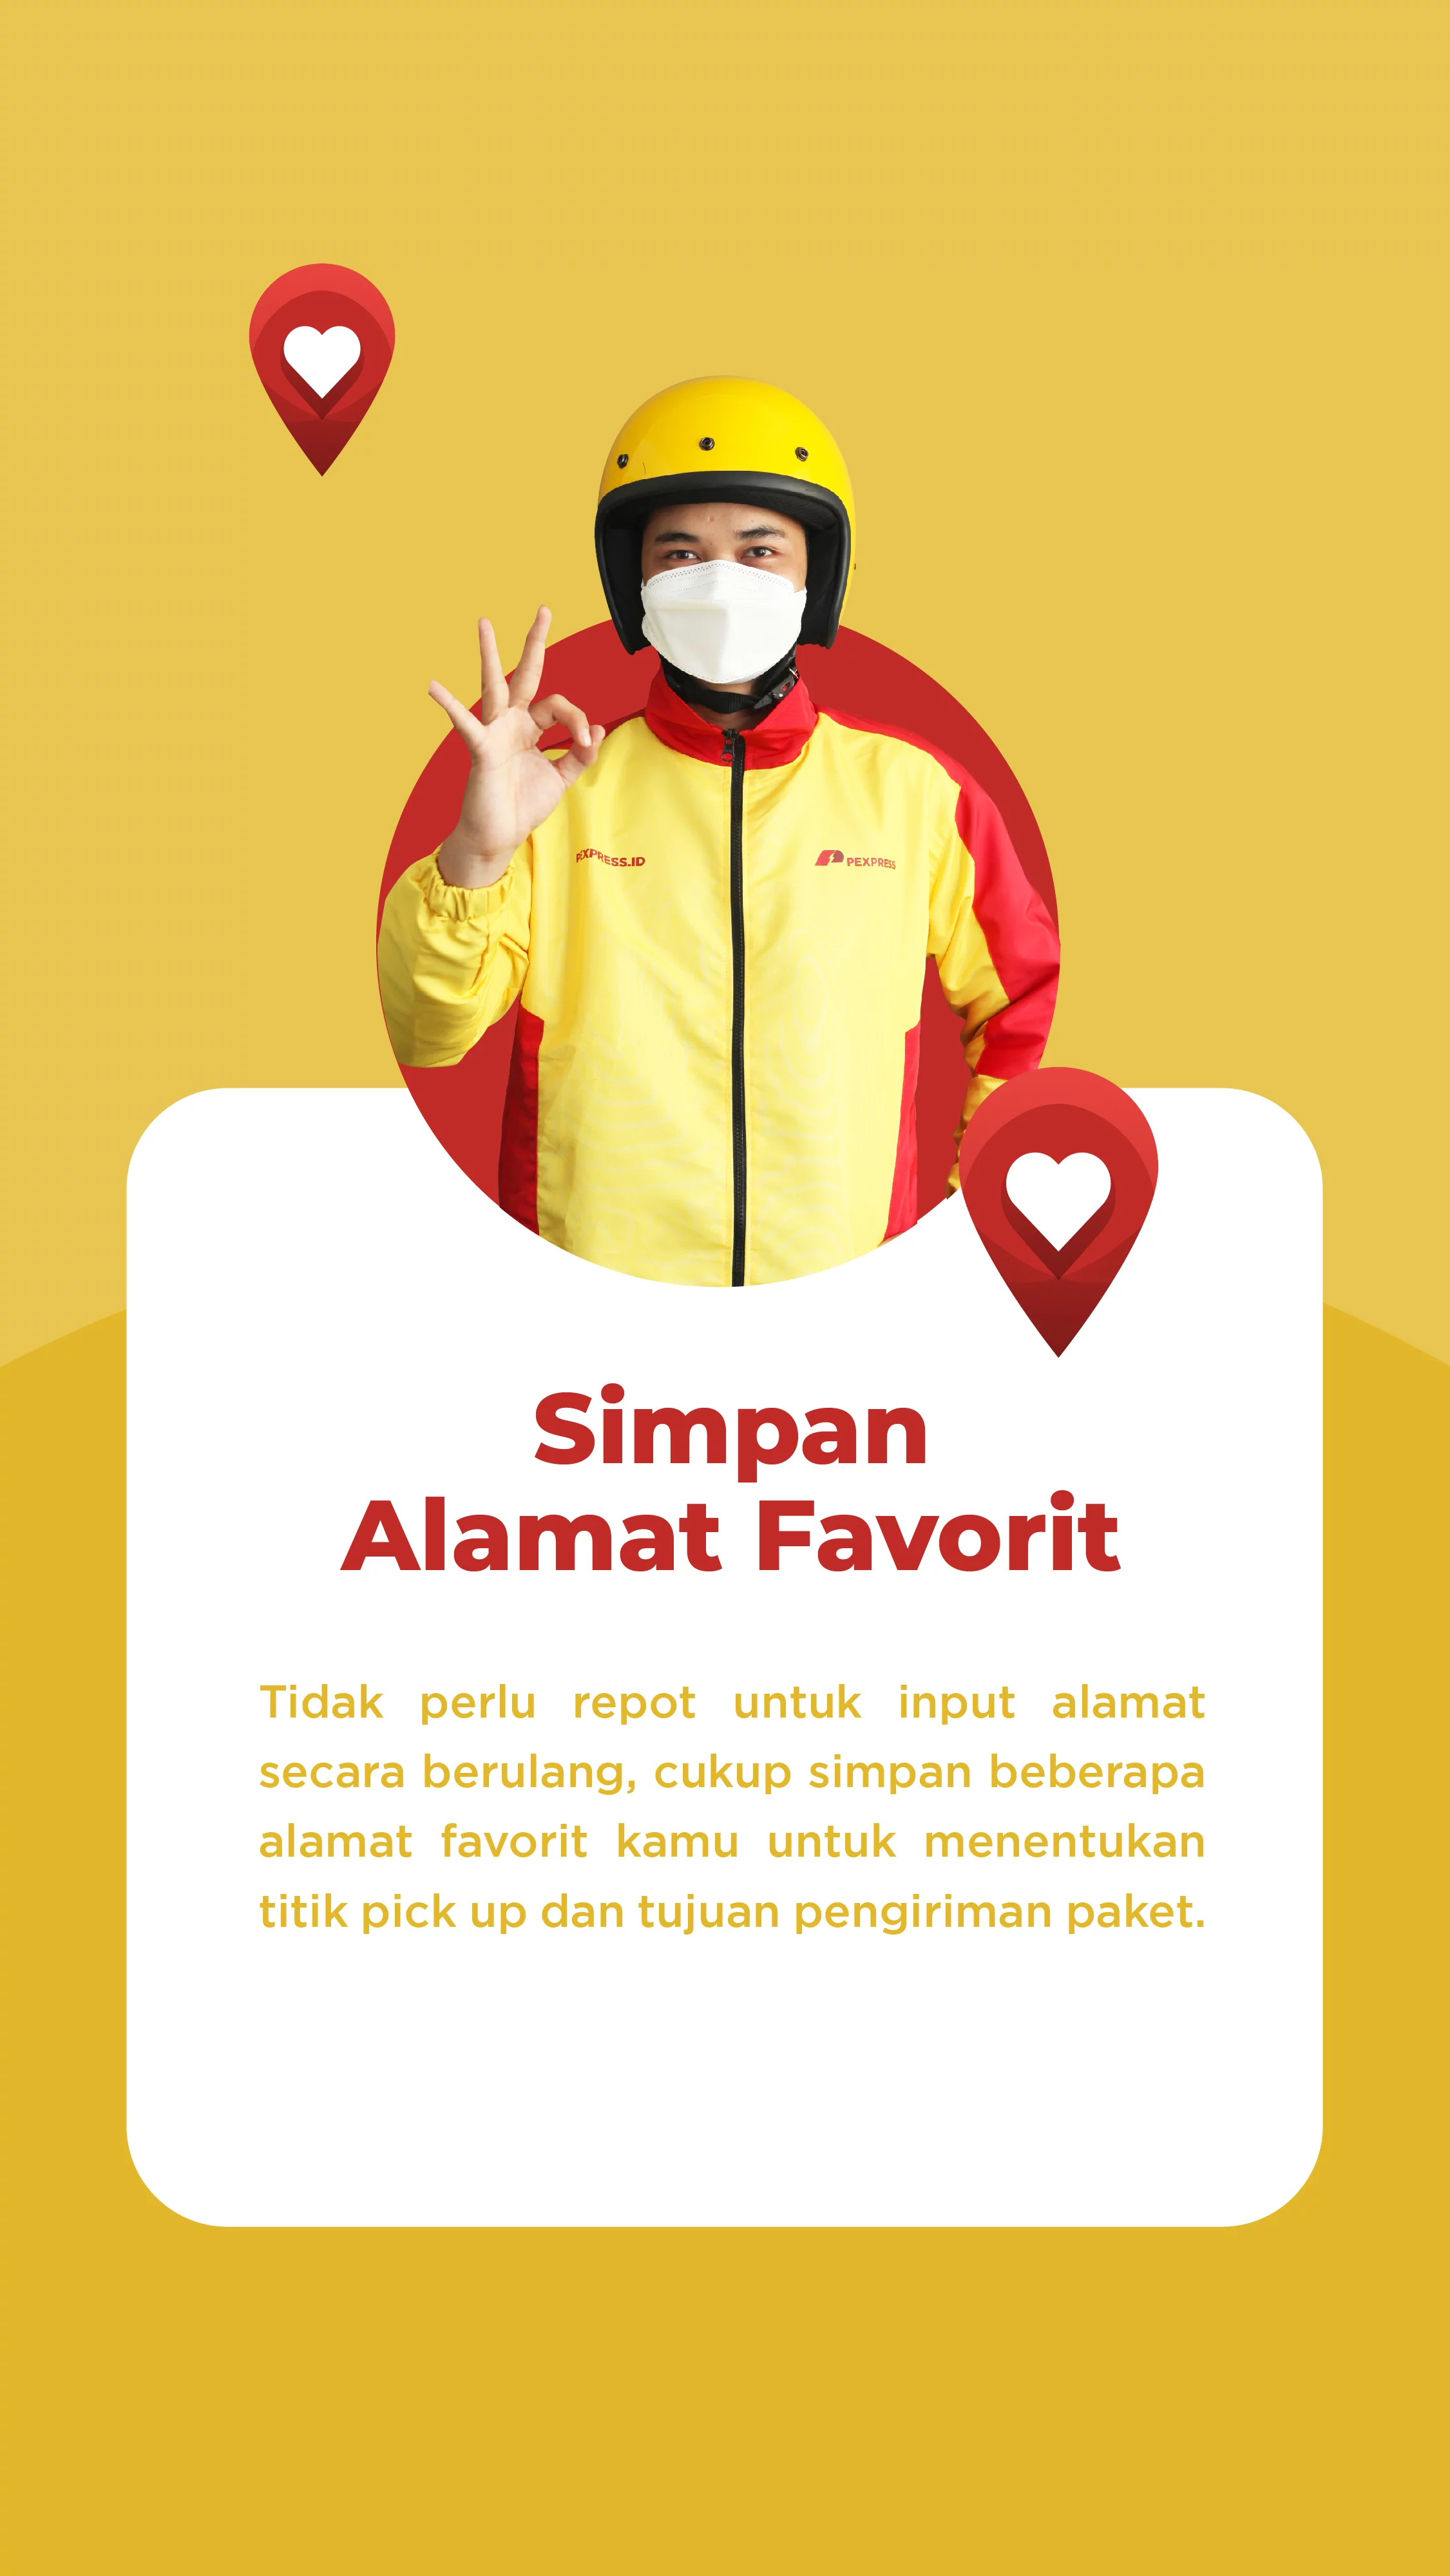 PEXPRESS.ID
PEXPRESS
Simpan
Alamat Favorit
Tidak perlu repot untuk input alamat
secara berulang, cukup simpan beberapa
alamat favorit kamu untuk menentukan
titik pick up dan tujuan pengiriman paket.